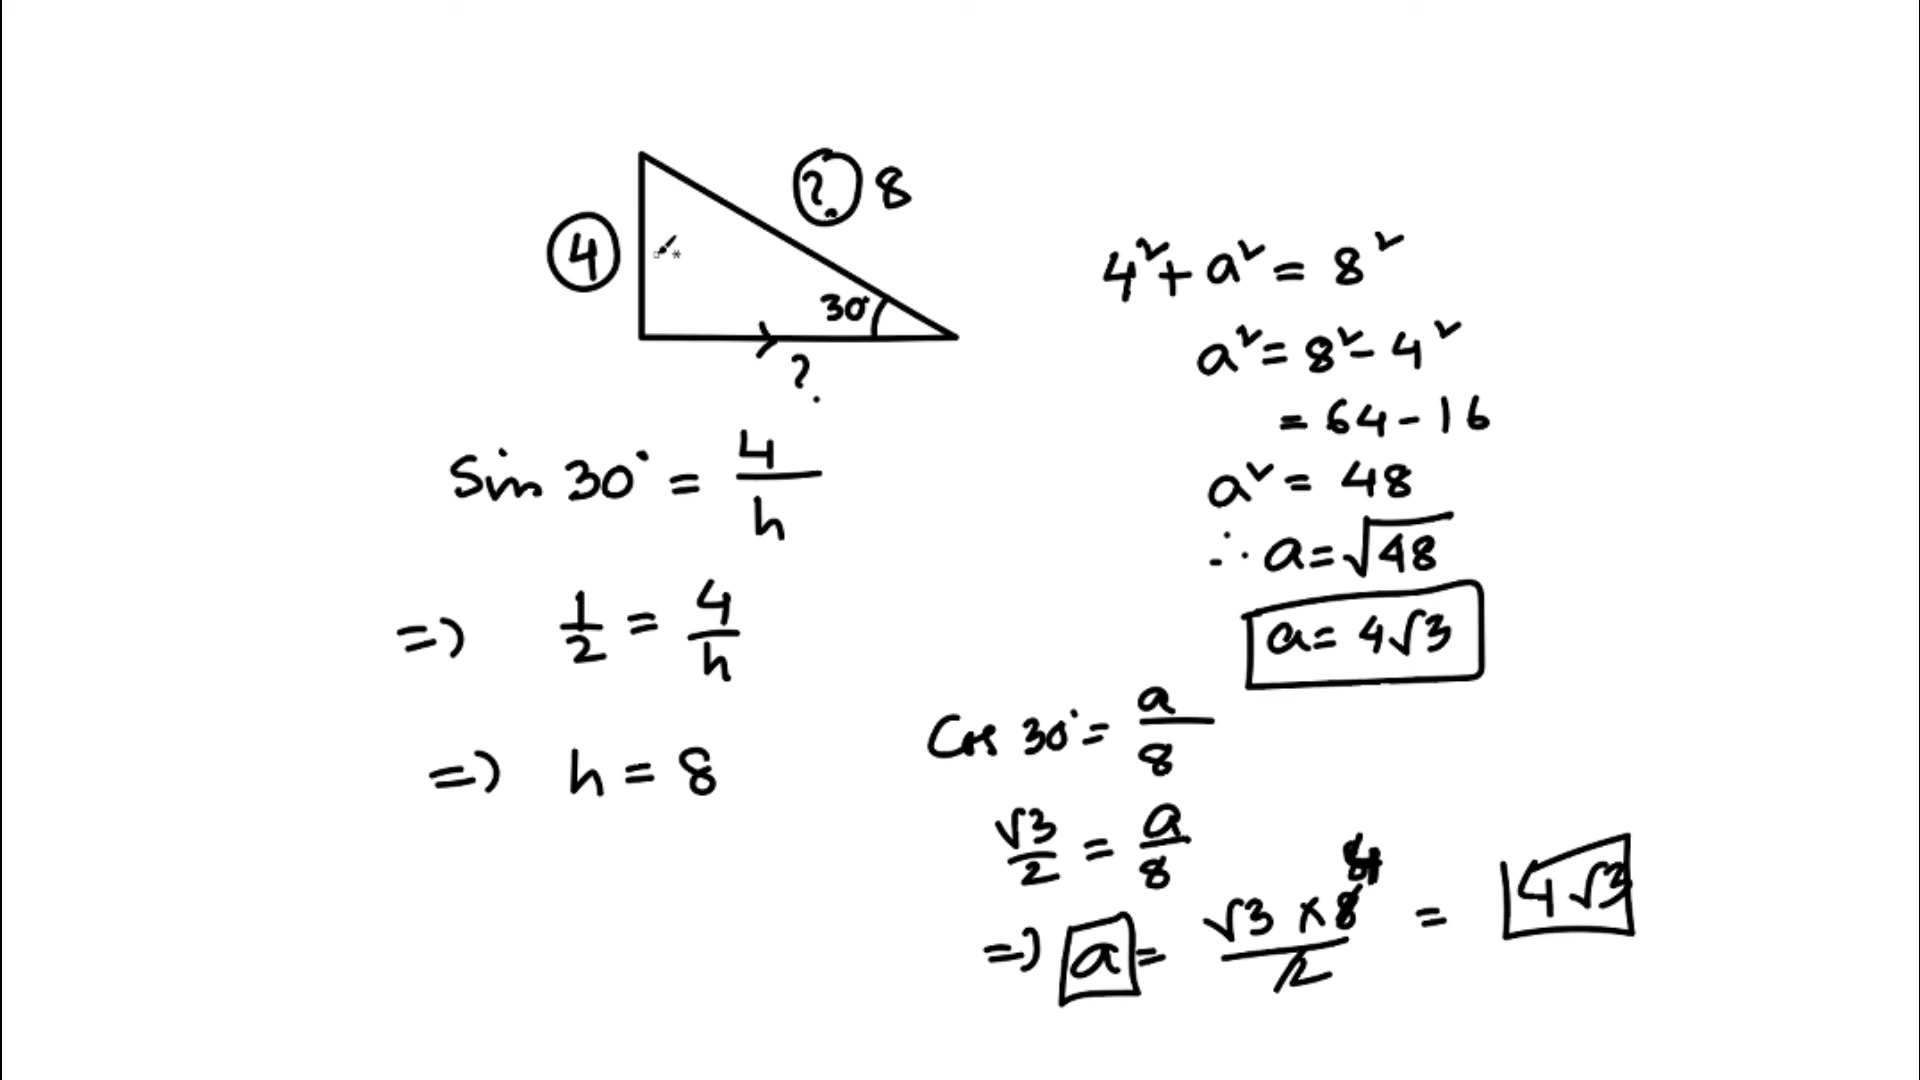 ? 8
4
30°
?
Sin 30° = 4/h
=> 1/2 = 4/h
=> h = 8
4² + a² = 8²
a² = 8² - 4²
= 64 - 16
a² = 48
∴ a = √48
a = 4√3
Cos 30° = a/8
√3/2 = a/8
=> a = √3 × 8/2 = 4√3
4